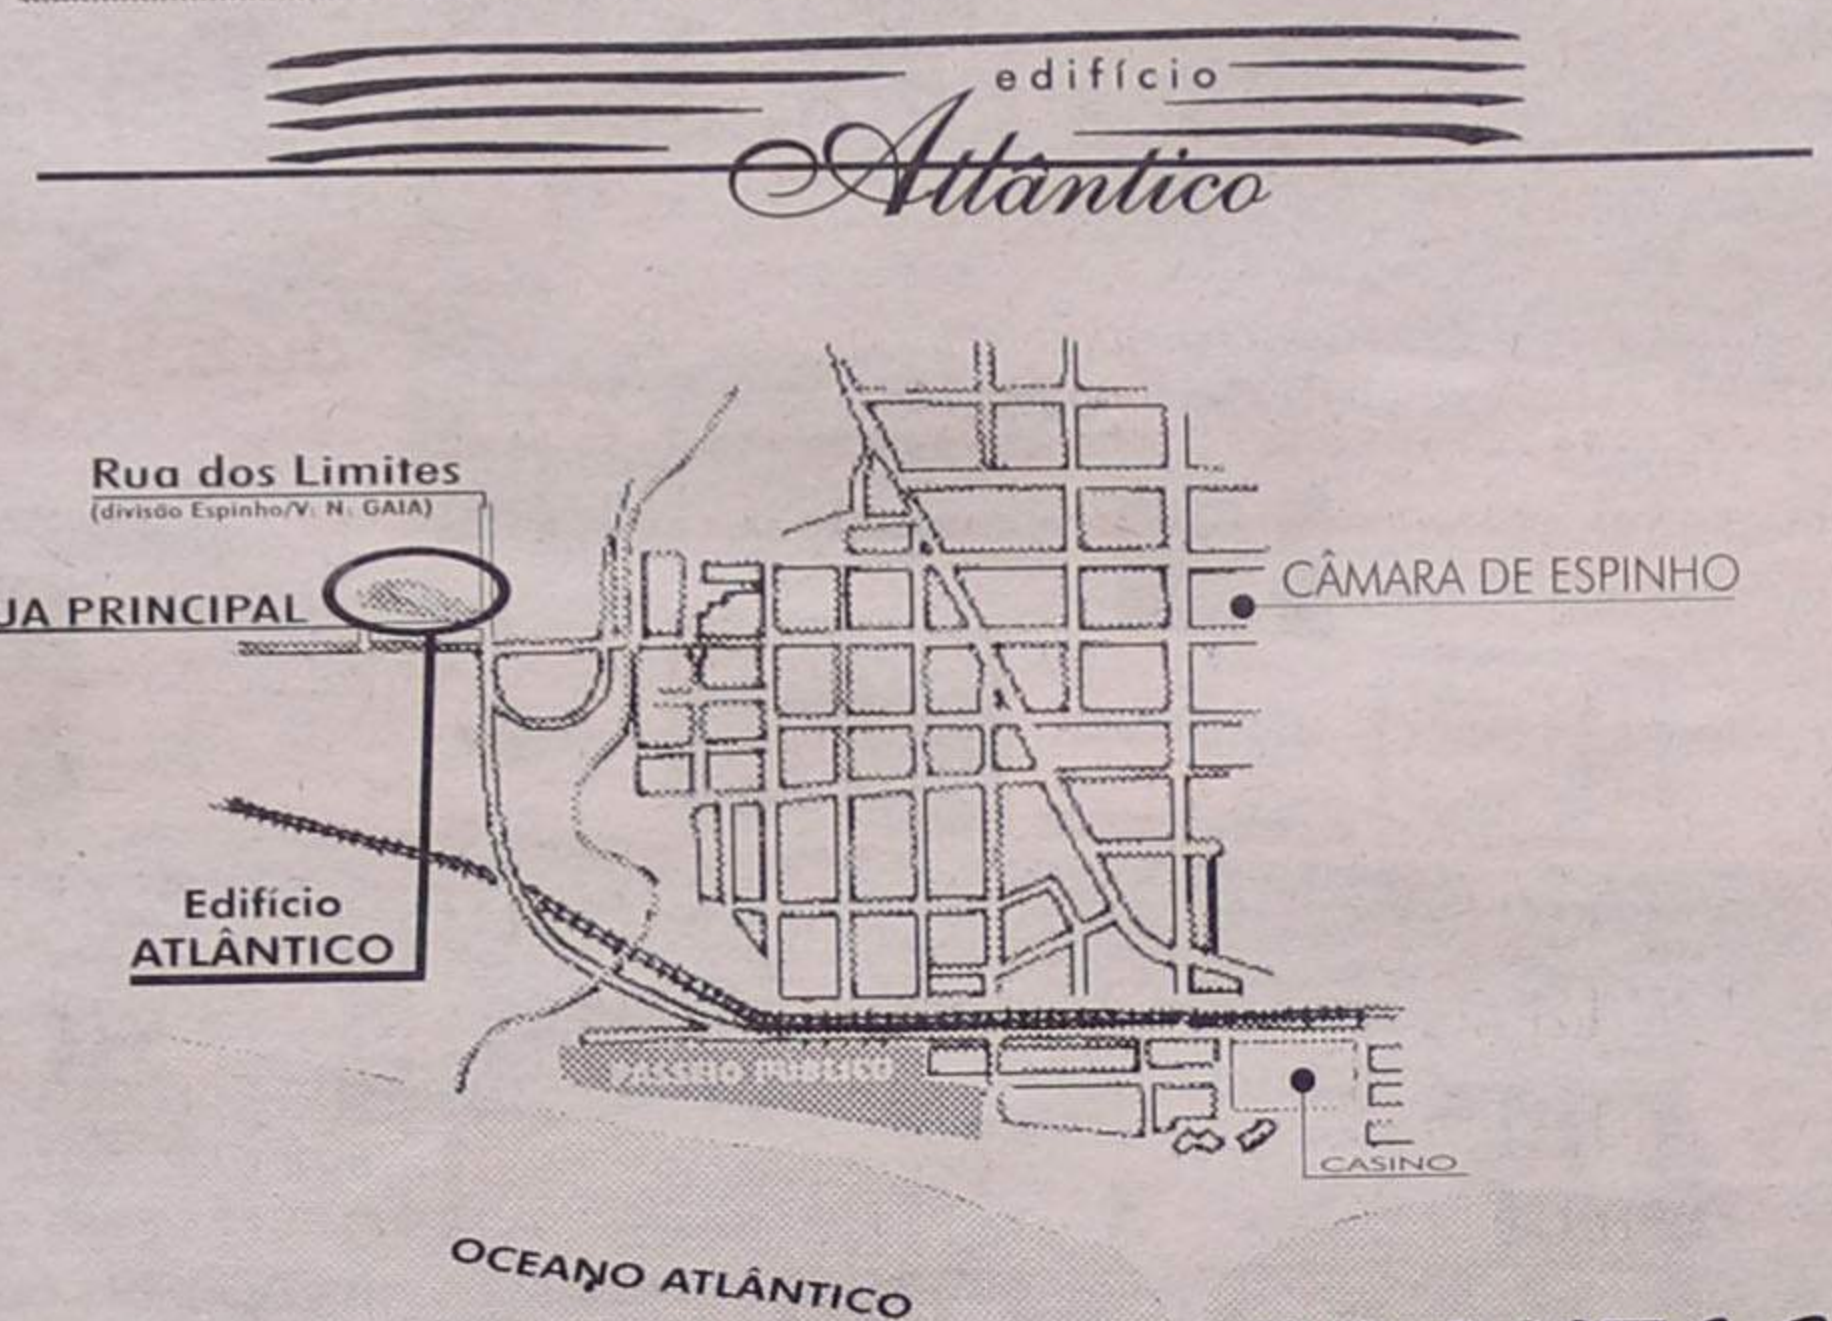 edifício
Atlântico
Rua dos Limites
(divisão Espinho/V. N. GAIA)
UA PRINCIPAL
CÂMARA DE ESPINHO
Edifício
ATLÂNTICO
PASSEIO PÚBLICO
CASINO
OCEANO ATLÂNTICO